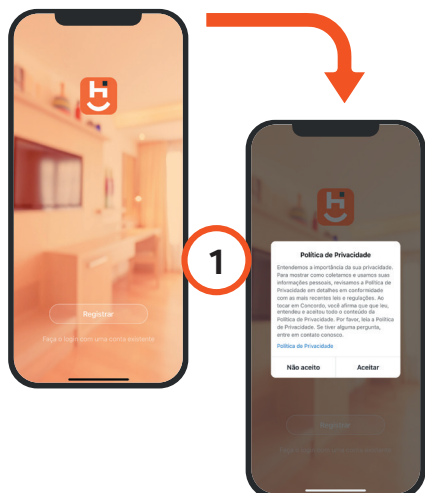 Registrar
Faça o login com uma conta existente
1
Política de Privacidade
Entendemos a importância da sua privacidade.
Para mostrar como coletamos e usamos suas
informações pessoais, revisamos a Política de
Privacidade em detalhes em conformidade
com as mais recentes leis e regulações. Ao
tocar em Concordo, você afirma que que leu,
entendeu e aceitou todo o conteúdo da
Política de Privacidade. Por favor, leia a Política
de Privacidade. Se tiver alguma pergunta,
entre em contato conosco.
Política de Privacidade
Não aceito Aceitar
Registrar